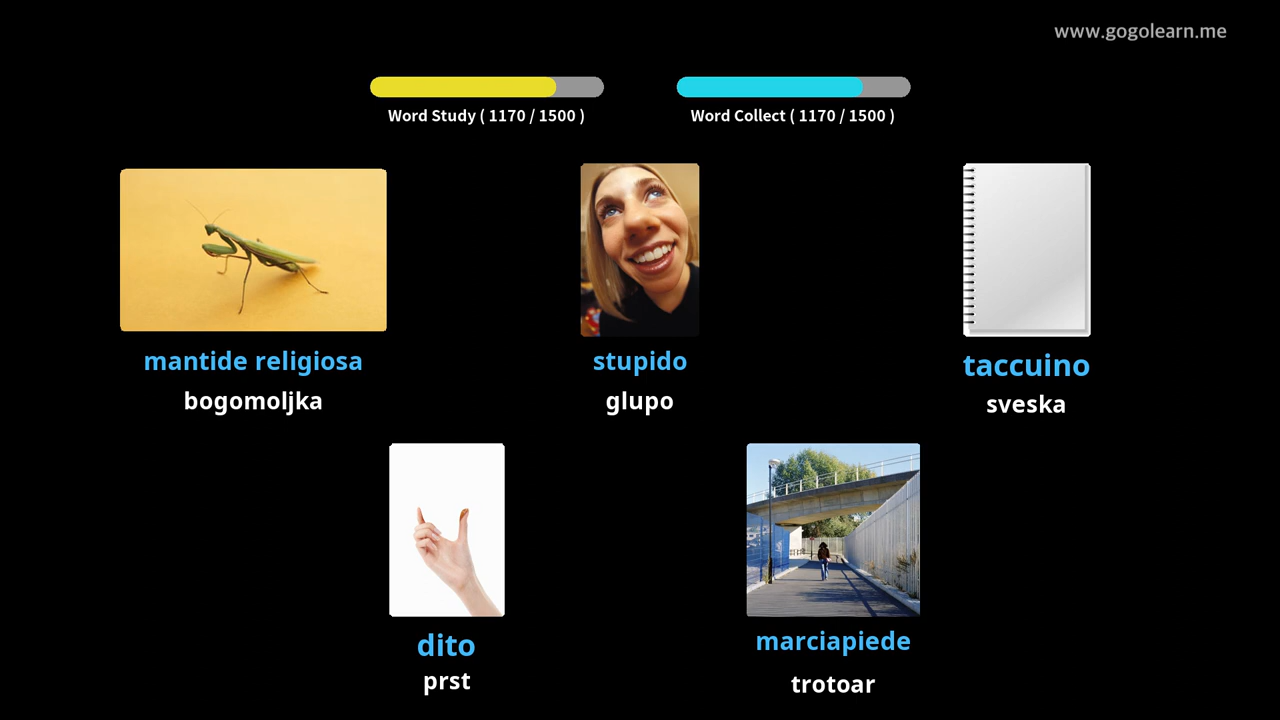 www.gogolearn.me
Word Study ( 1170 / 1500 )
Word Collect ( 1170 / 1500 )
mantide religiosa
bogomoljka
stupido
glupo
taccuino
sveska
dito
prst
marciapiede
trotoar